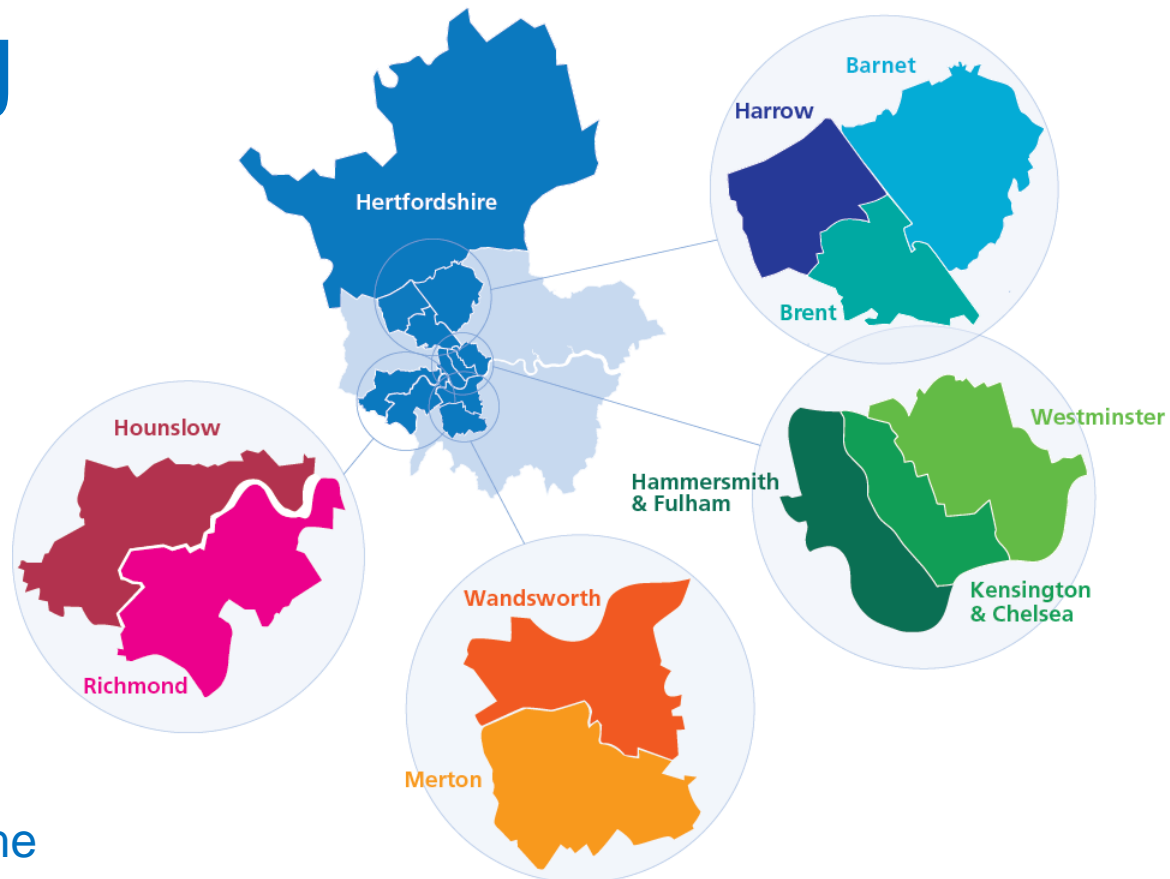 g
Barnet
Harrow
Hertfordshire
Brent
Westminster
Hounslow
Hammersmith
& Fulham
Kensington
& Chelsea
Wandsworth
Richmond
Merton
ne